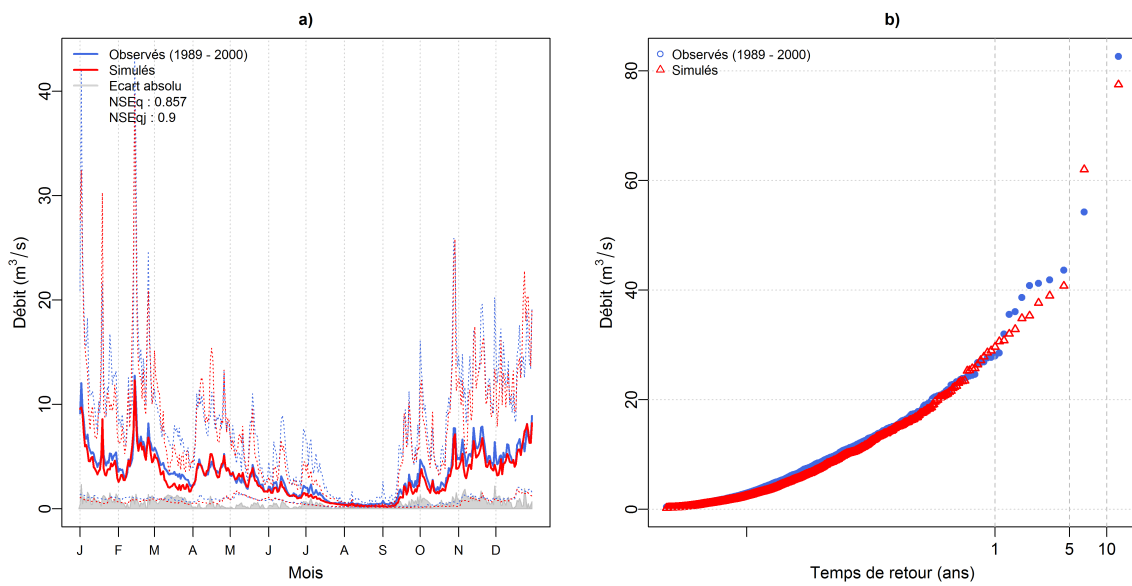 a)
Observés (1989 - 2000)
Simulés
Ecart absolu
NSEq : 0.857
NSEqj : 0.9
Débit (m³/s)
40
30
20
10
0
J F M A M J J A S O N D
Mois
b)
Observés (1989 - 2000)
Simulés
Débit (m³/s)
80
60
40
20
0
1 5 10
Temps de retour (ans)